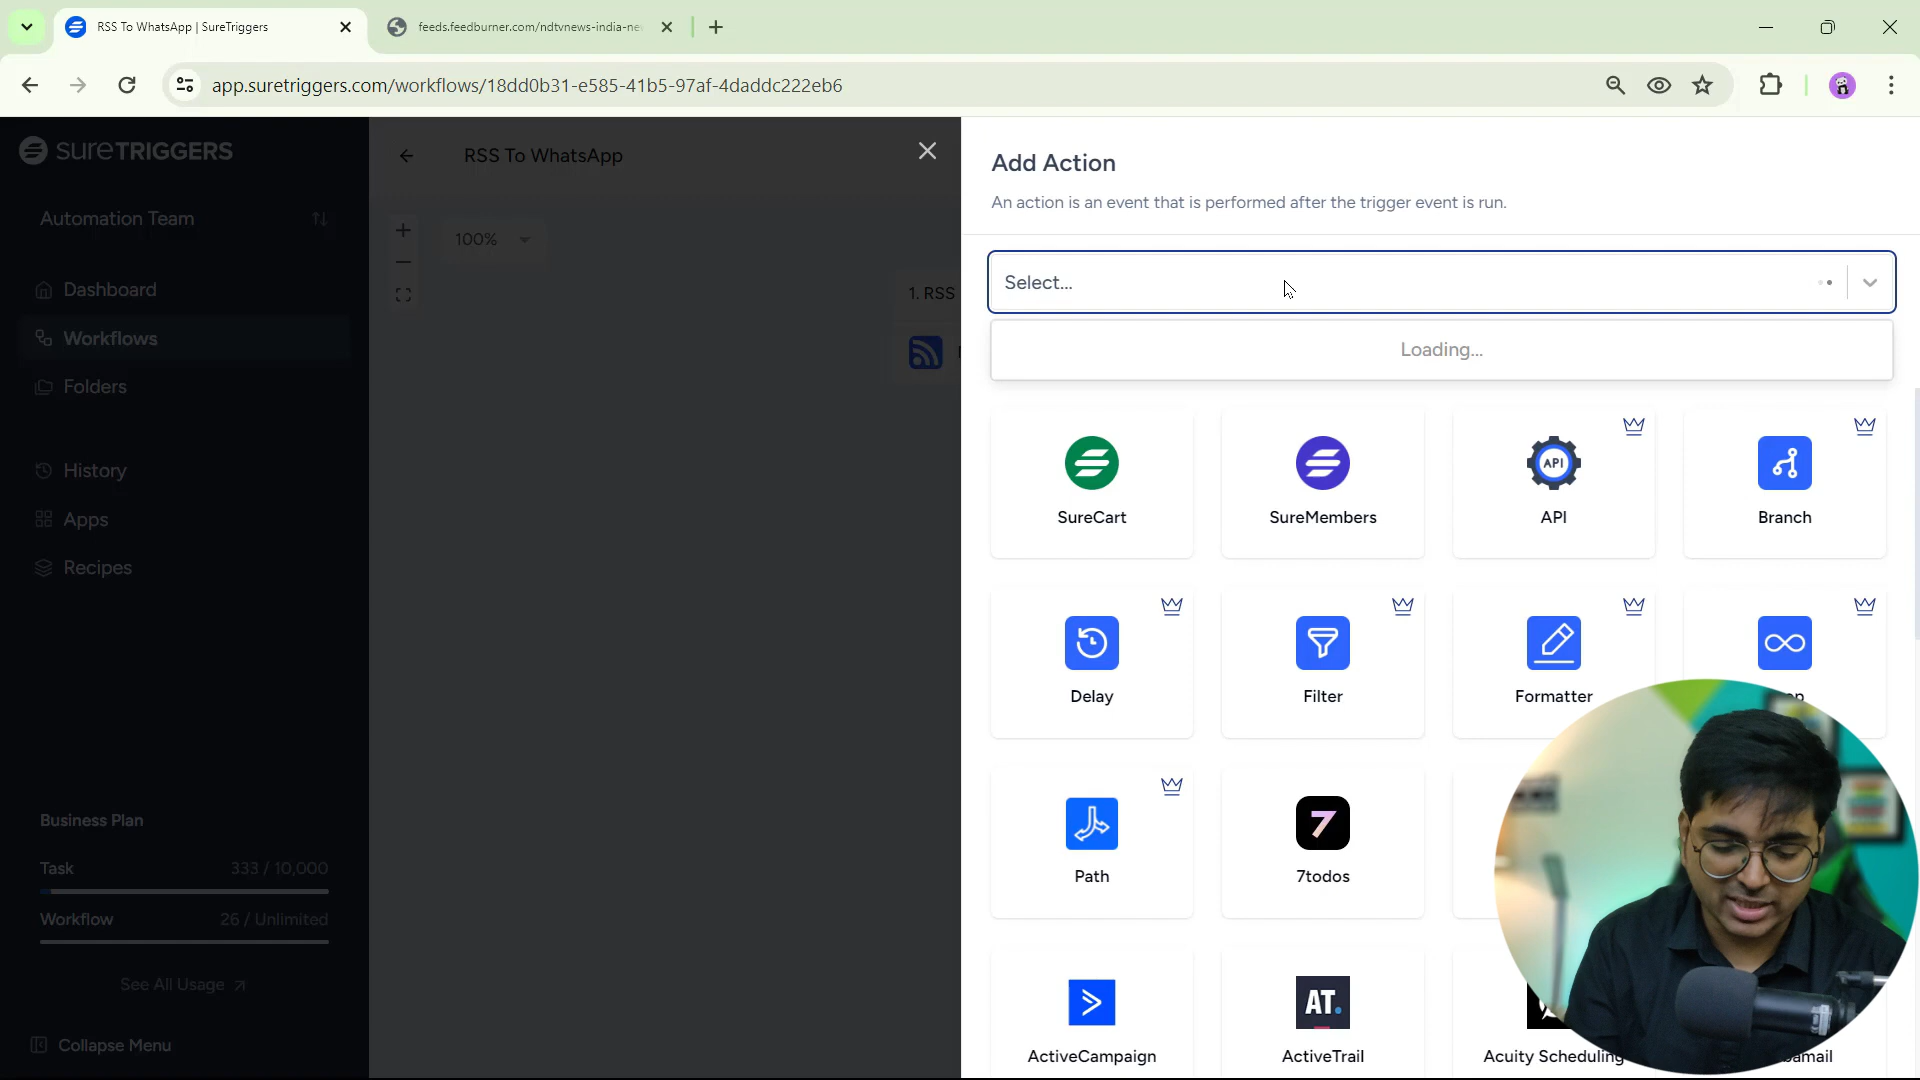 RSS To WhatsApp | SureTriggers
feeds.feedburner.com/ndtvnews-india-ne
app.suretriggers.com/workflows/18dd0b31-e585-41b5-97af-4daddc222eb6
sureTRIGGERS
RSS To WhatsApp
Add Action
An action is an event that is performed after the trigger event is run.
Automation Team
100%
Select...
1. RSS
Loading...
Dashboard
Workflows
Folders
History
Apps
Recipes
SureCart
SureMembers
API
API
Branch
Delay
Filter
Formatter
Path
7
7todos
AT.
ActiveCampaign
ActiveTrail
Acuity Scheduling
Business Plan
Task
333 / 10,000
Workflow
26 / Unlimited
See All Usage
Collapse Menu